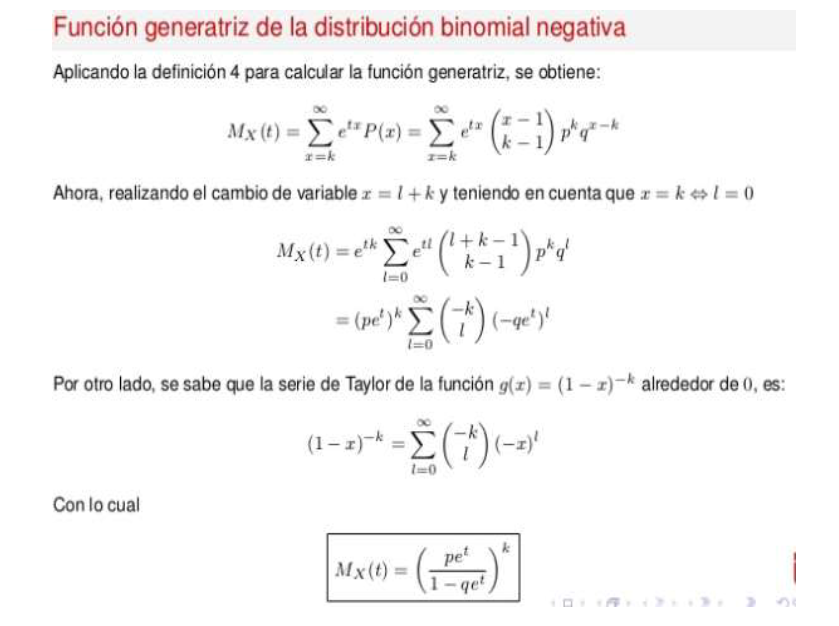 Función generatriz de la distribución binomial negativa
Aplicando la definición 4 para calcular la función generatriz, se obtiene:
$$M_X(t) = \sum_{x=k}^{\infty} e^{tx} P(x) = \sum_{x=k}^{\infty} e^{tx} \binom{x-1}{k-1} p^k q^{x-k}$$
Ahora, realizando el cambio de variable $x = l + k$ y teniendo en cuenta que $x = k \Leftrightarrow l = 0$
$$M_X(t) = e^{tk} \sum_{l=0}^{\infty} e^{tl} \binom{l+k-1}{k-1} p^k q^l$$
$$= (pe^t)^k \sum_{l=0}^{\infty} \binom{-k}{l} (-qe^t)^l$$
Por otro lado, se sabe que la serie de Taylor de la función $g(x) = (1-x)^{-k}$ alrededor de 0, es:
$$(1-x)^{-k} = \sum_{l=0}^{\infty} \binom{-k}{l} (-x)^l$$
Con lo cual
$$M_X(t) = \left( \frac{pe^t}{1-qe^t} \right)^k$$